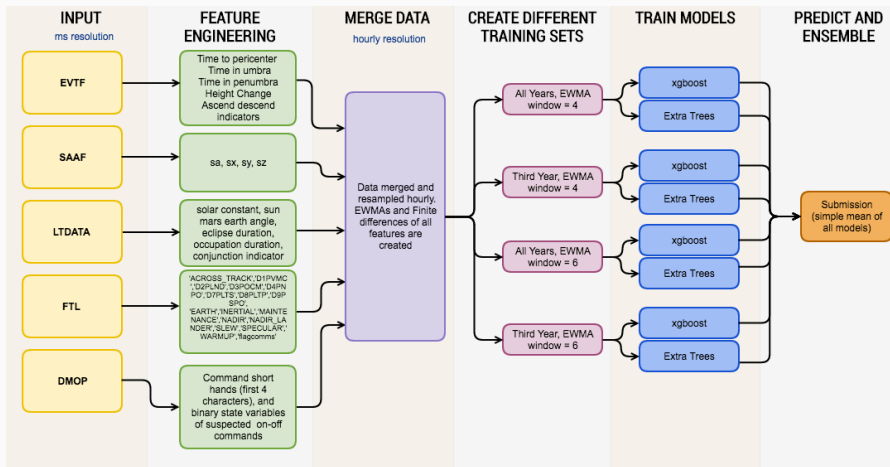 INPUT
ms resolution
FEATURE
ENGINEERING
MERGE DATA
hourly resolution
CREATE DIFFERENT
TRAINING SETS
TRAIN MODELS
PREDICT AND
ENSEMBLE
EVTF
SAAF
LTDATA
FTL
DMOP
Time to pericenter
Time in umbra
Time in penumbra
Height Change
Ascend descend
indicators
sa, sx, sy, sz
solar constant, sun
mars earth angle,
eclipse duration,
occupation duration,
conjunction indicator
'ACROSS_TRACK','D1PVMC
','D2PLND','D3POCM','D4PN
PO','D7PLTS','D8PLTP','D9P
SPO',
'EARTH','INERTIAL','MAINTE
NANCE','NADIR','NADIR_LA
NDER','SLEW','SPECULAR','
WARMUP','flagcomms'
Command short
hands (first 4
characters), and
binary state variables
of suspected on-off
commands
Data merged and
resampled hourly.
EWMAs and Finite
differences of all
features are
created
All Years, EWMA
window = 4
Third Year, EWMA
window = 4
All Years, EWMA
window = 6
Third Year, EWMA
window = 6
xgboost
Extra Trees
xgboost
Extra Trees
xgboost
Extra Trees
xgboost
Extra Trees
Submission
(simple mean of
all models)